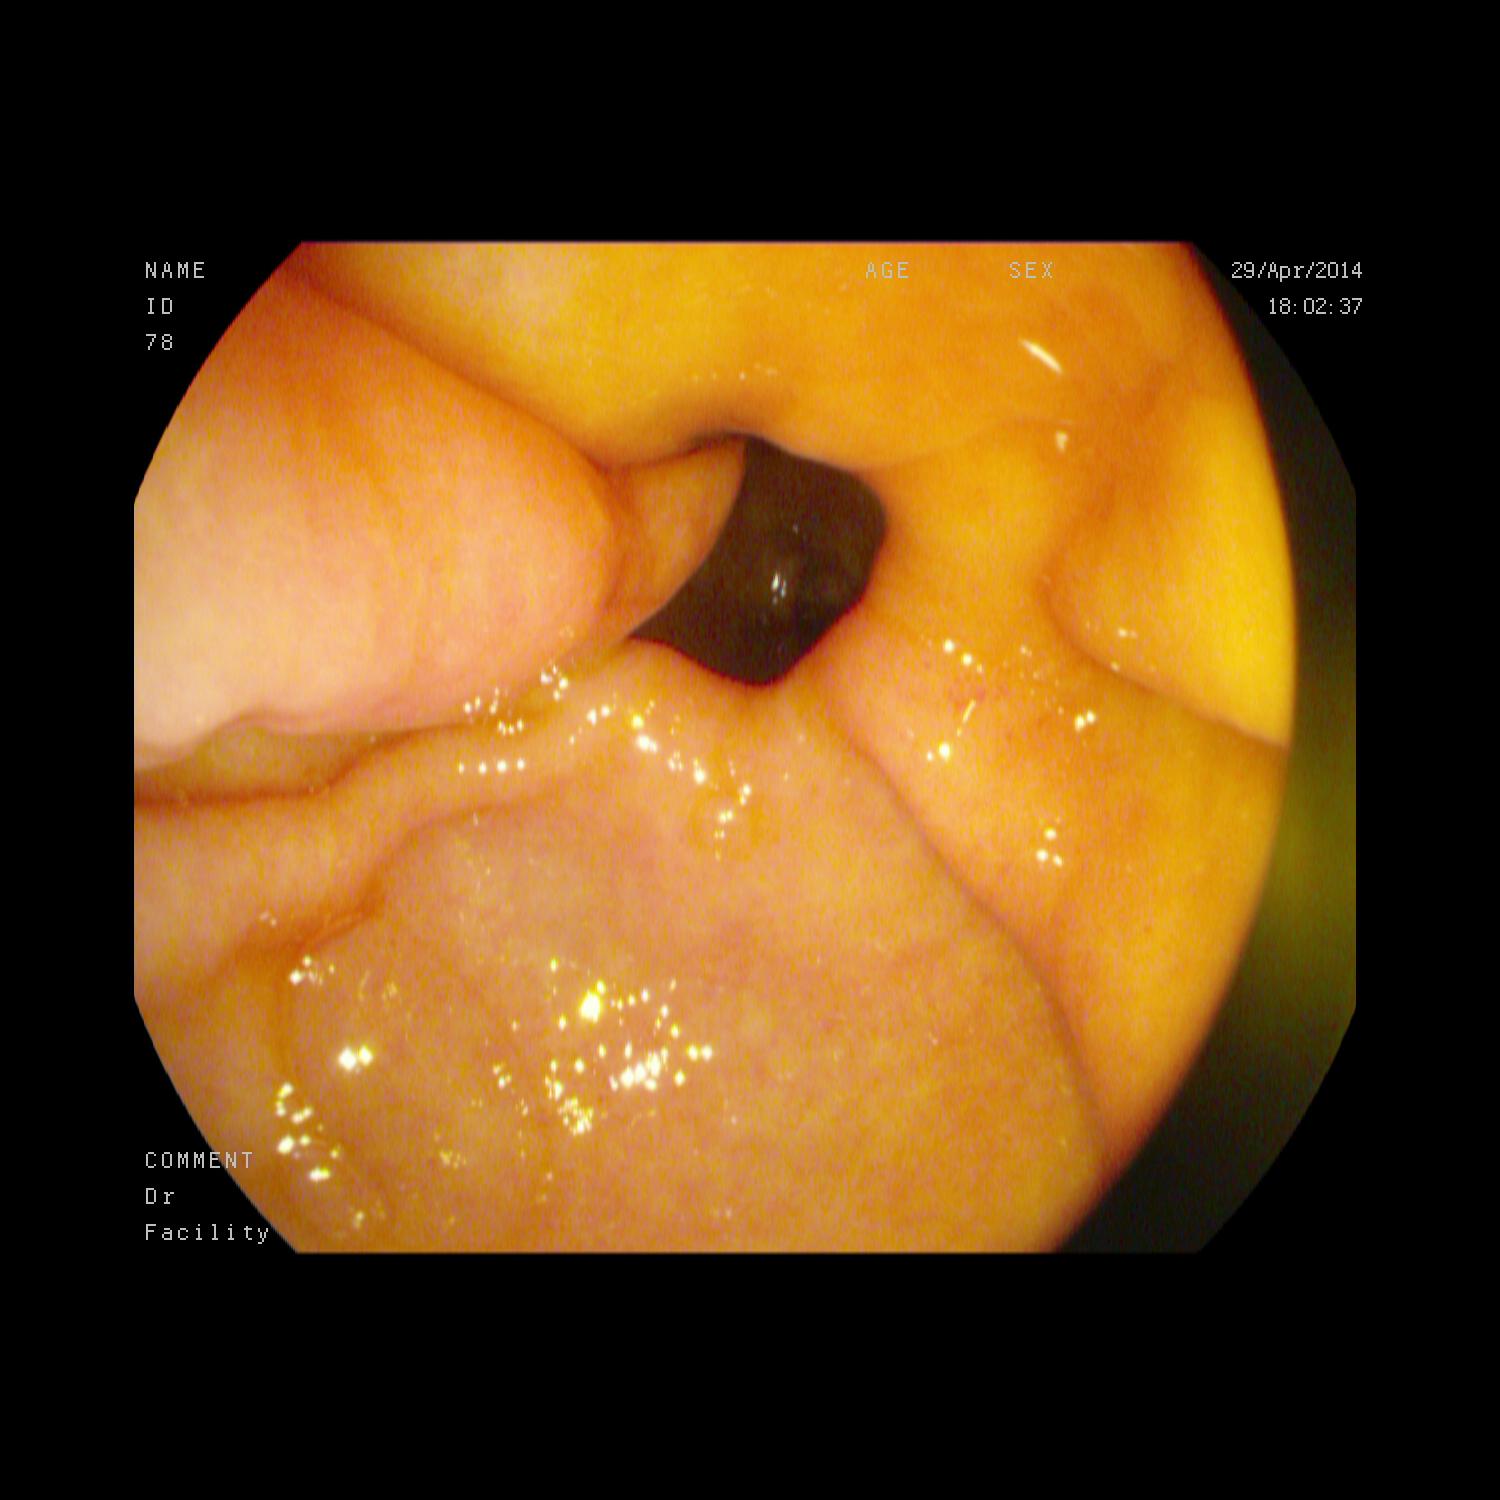 NAME
AGE SEX 29/Apr/2014
ID
18:02:37
78
COMMENT
Dr
Facility